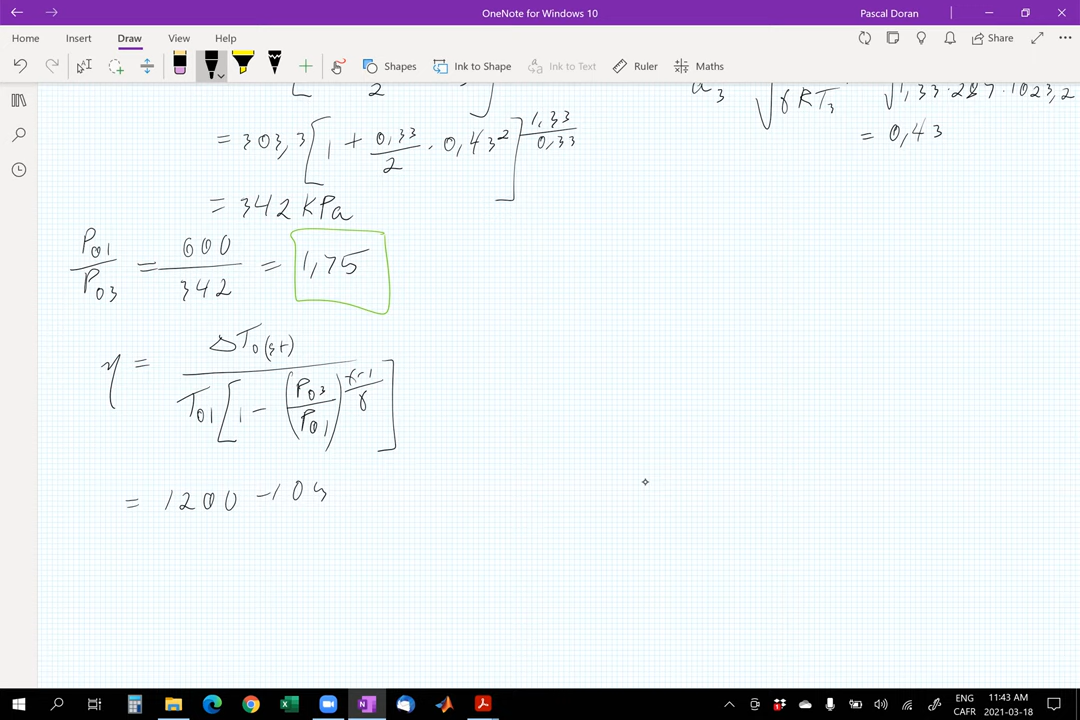 OneNote for Windows 10
Pascal Doran
Home Insert Draw View Help
Share
Shapes Ink to Shape Ink to Text Ruler Maths
2
a₃ √γRT₃ √1,33·287·1023,2
= 303,3 [1 + 0,33/2 · 0,43²]^(1,33/0,33)
= 0,43
= 342 KPa
P₀₁/P₀₃ = 600/342 = 1,75
η = ΔT₀(st) / T₀₁[1 - (P₀₃/P₀₁)^(γ-1/γ)]
= 1200 - 105
ENG 11:43 AM
CAFR 2021-03-18